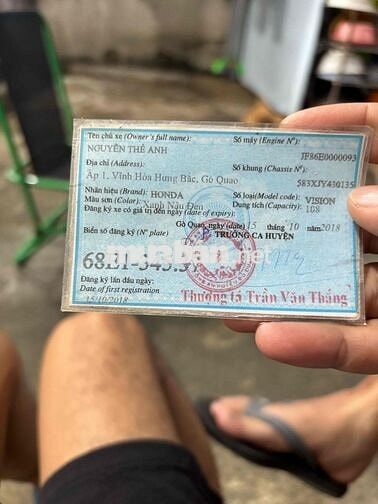 Tên chủ xe (Owner's full name): Số máy (Engine N°):
NGUYỄN THẾ ANH JF86E0000093
Địa chỉ (Address): Số khung (Chassis N°):
Ấp 1, Vĩnh Hòa Hưng Bắc, Gò Quao, 583XJY430135
Nhãn hiệu (Brand): HONDA Số loại (Model code): VISION
Màu sơn (Color): Xanh Nâu Đen Dung tích (Capacity): 108
Đăng ký xe có giá trị đến ngày (date of expiry):
Gò Quao, ngày (date) 15 tháng 10 năm 2018
Biển số đăng ký (N° plate) TRƯỞNG CA HUYỆN
Đăng ký lần đầu ngày:
Date of first registration
15/10/2018 Thượng tá Trần Văn Thắng